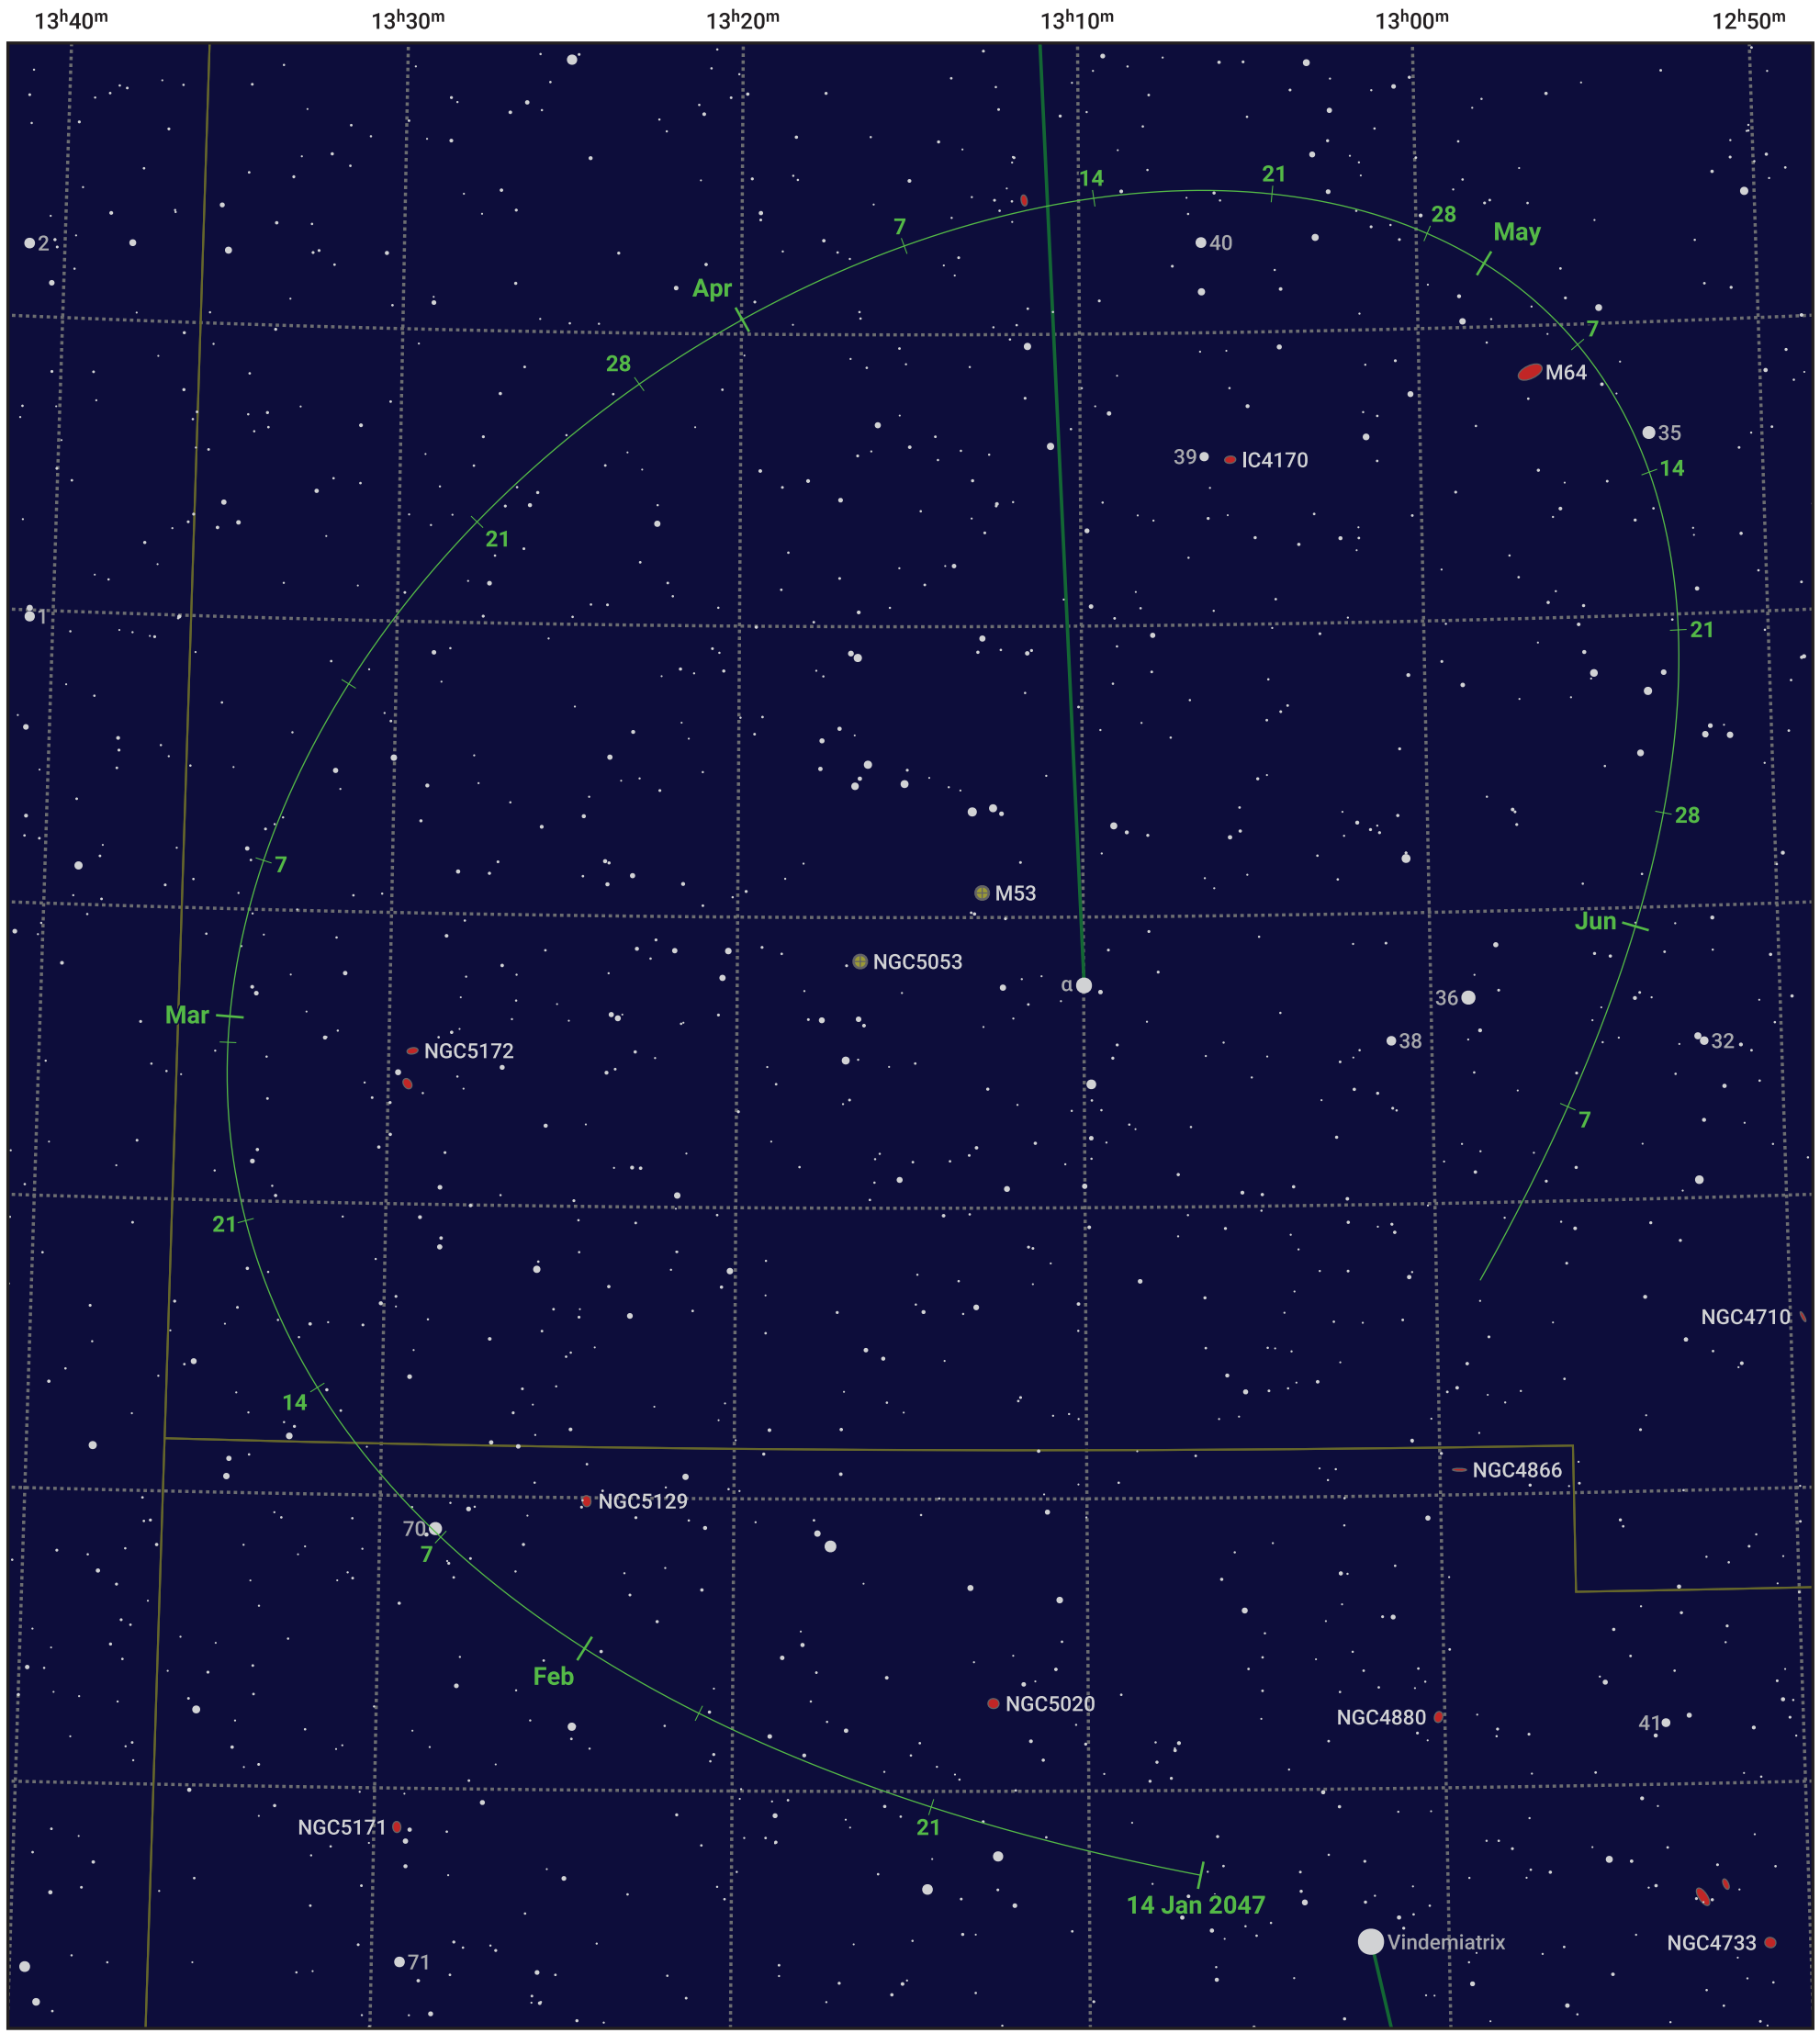 13h40m 13h30m 13h20m 13h10m 13h00m 12h50m
14
21
28
7
May
2
40
Apr
7
28
M64
35
39
IC4170
14
21
1
21
28
7
M53
Jun
NGC5053
α
36
Mar
38
32
NGC5172
7
21
NGC4710
14
NGC4866
NGC5129
70
7
Feb
NGC5020
NGC4880
41
21
NGC5171
14 Jan 2047
Vindemiatrix
NGC4733
71